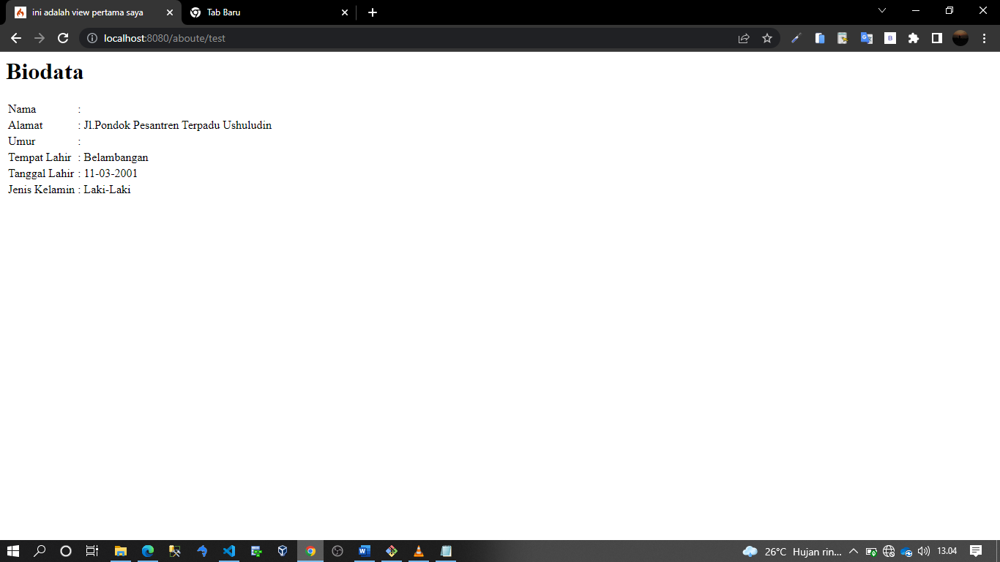 ini adalah view pertama saya
Tab Baru
localhost:8080/aboute/test
Biodata
Nama :
Alamat : Jl.Pondok Pesantren Terpadu Ushuludin
Umur :
Tempat Lahir : Belambangan
Tanggal Lahir : 11-03-2001
Jenis Kelamin : Laki-Laki
26°C Hujan rin... 13.04